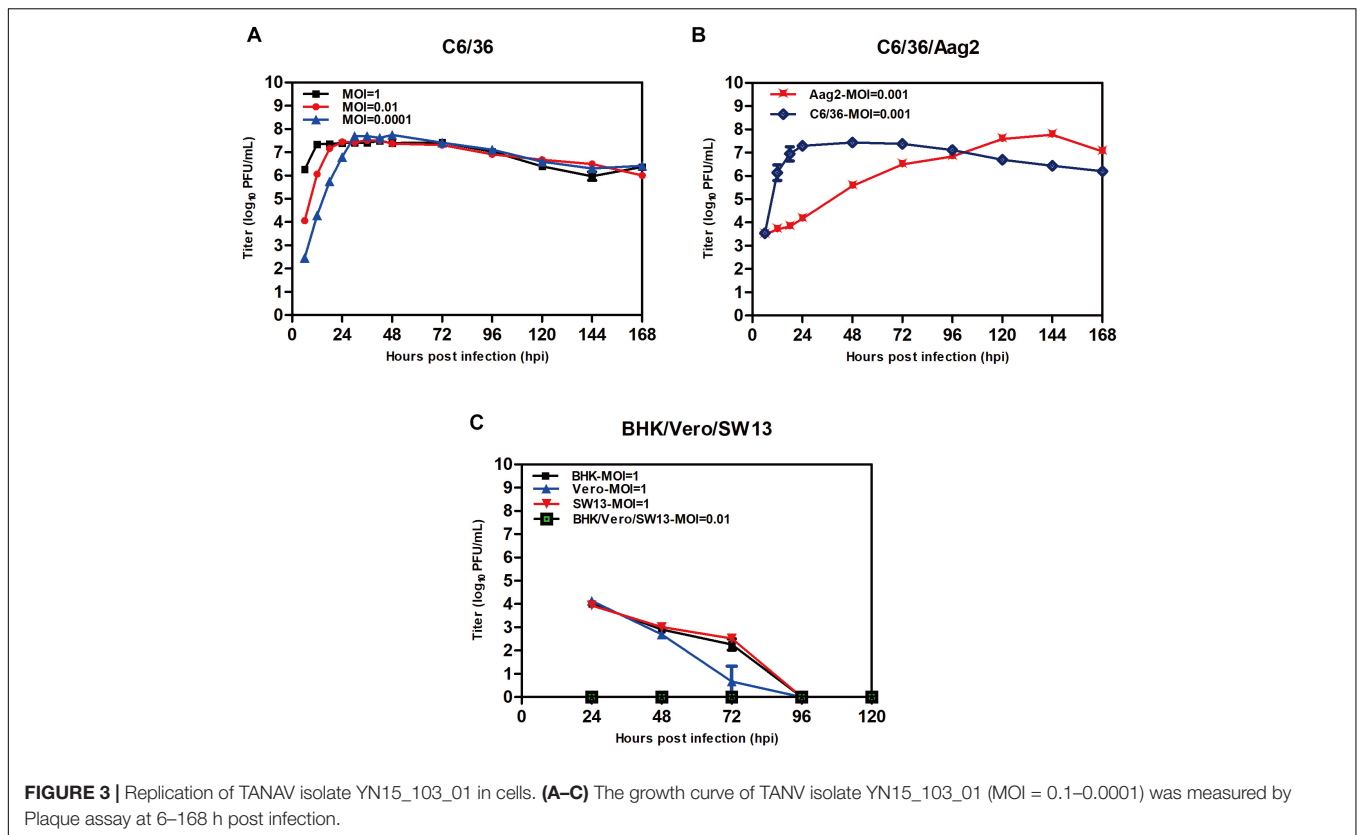 A
C6/36
10
9
8
7
6
5
4
3
2
1
0
Titer (log10 PFU/mL)
MOI=1
MOI=0.01
MOI=0.0001
0 24 48 72 96 120 144 168
Hours post infection (hpi)
B
C6/36/Aag2
10
9
8
7
6
5
4
3
2
1
0
Titer (log10 PFU/mL)
Aag2-MOI=0.001
C6/36-MOI=0.001
0 24 48 72 96 120 144 168
Hours post infection (hpi)
C
BHK/Vero/SW13
10
9
8
7
6
5
4
3
2
1
0
Titer (log10 PFU/mL)
BHK-MOI=1
Vero-MOI=1
SW13-MOI=1
BHK/Vero/SW13-MOI=0.01
0 24 48 72 96 120
Hours post infection (hpi)
FIGURE 3 | Replication of TANAV isolate YN15_103_01 in cells. (A–C) The growth curve of TANV isolate YN15_103_01 (MOI = 0.1–0.0001) was measured by
Plaque assay at 6–168 h post infection.